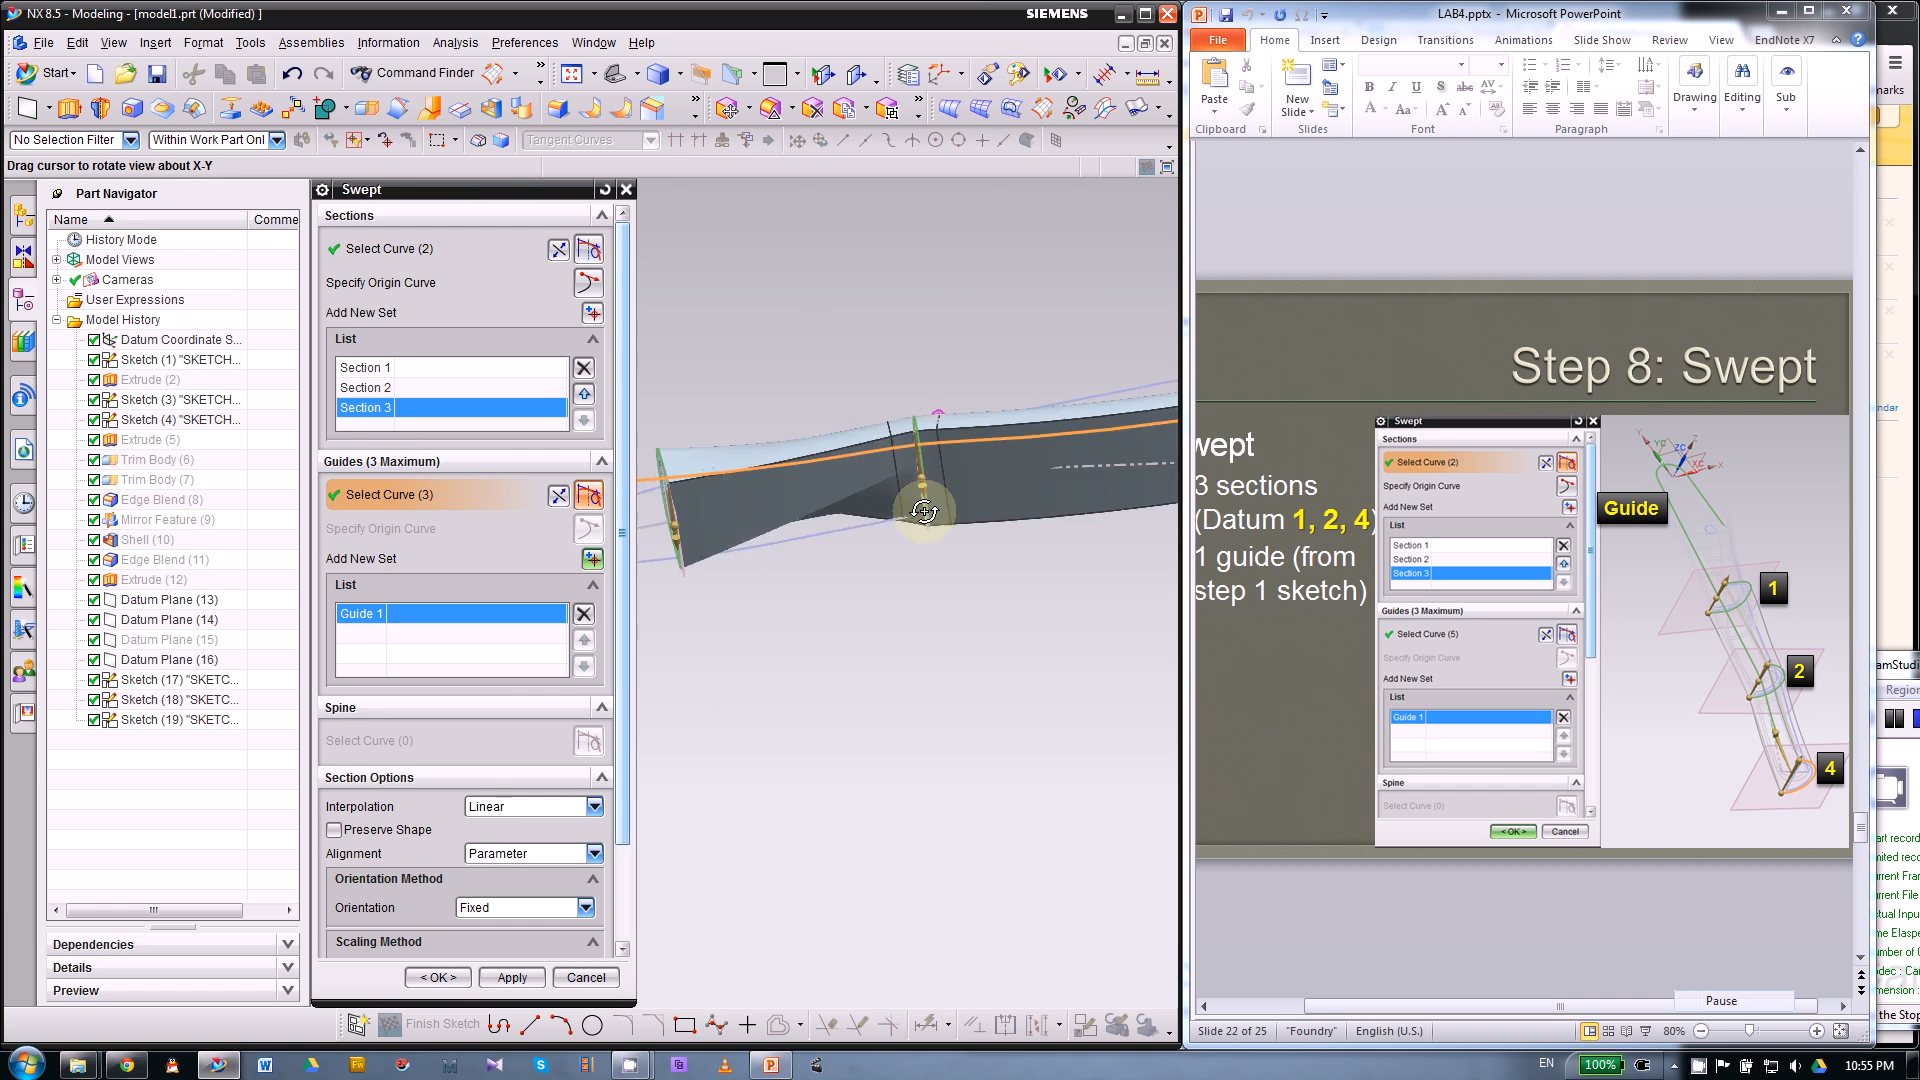 NX 8.5 - Modeling - [model1.prt (Modified) ]
SIEMENS
File Edit View Insert Format Tools Assemblies Information Analysis Preferences Window Help
Start
Command Finder
No Selection Filter
Within Work Part Onl
Tangent Curves
Drag cursor to rotate view about X-Y
Part Navigator
Name
Comme
History Mode
Model Views
Cameras
User Expressions
Model History
Datum Coordinate S...
Sketch (1) "SKETCH...
Extrude (2)
Sketch (3) "SKETCH...
Sketch (4) "SKETCH...
Extrude (5)
Trim Body (6)
Trim Body (7)
Edge Blend (8)
Mirror Feature (9)
Shell (10)
Edge Blend (11)
Extrude (12)
Datum Plane (13)
Datum Plane (14)
Datum Plane (15)
Datum Plane (16)
Sketch (17) "SKETC...
Sketch (18) "SKETC...
Sketch (19) "SKETC...
Dependencies
Details
Preview
Swept
Sections
Select Curve (2)
Specify Origin Curve
Add New Set
List
Section 1
Section 2
Section 3
Guides (3 Maximum)
Select Curve (3)
Specify Origin Curve
Add New Set
List
Guide 1
Spine
Select Curve (0)
Section Options
Interpolation Linear
Preserve Shape
Alignment Parameter
Orientation Method
Orientation Fixed
Scaling Method
< OK > Apply Cancel
Finish Sketch
LAB4.pptx - Microsoft PowerPoint
File Home Insert Design Transitions Animations Slide Show Review View EndNote X7
Paste
New
Slide
Drawing
Editing
Sub
Clipboard Slides Font Paragraph
Step 8: Swept
wept
3 sections
(Datum 1, 2, 4)
1 guide (from
step 1 sketch)
Swept
Sections
Select Curve (2)
Specify Origin Curve
Add New Set
List
Section 1
Section 2
Section 3
Guides (3 Maximum)
Select Curve (5)
Specify Origin Curve
Add New Set
List
Guide 1
Spine
Select Curve (0)
<OK> Cancel
Guide
YC
ZC
XC
1
2
4
Pause
Slide 22 of 25 "Foundry" English (U.S.) 80%
EN
100%
10:55 PM